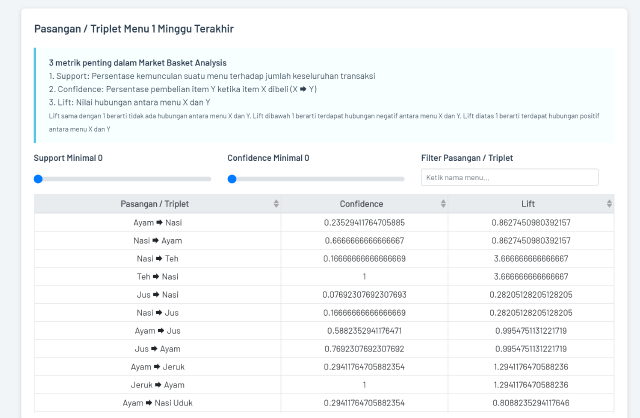 Pasangan / Triplet Menu 1 Minggu Terakhir
3 metrik penting dalam Market Basket Analysis
1. Support: Persentase kemunculan suatu menu terhadap jumlah keseluruhan transaksi
2. Confidence: Persentase pembelian item Y ketika item X dibeli (X 🡆 Y)
3. Lift: Nilai hubungan antara menu X dan Y
Lift sama dengan 1 berarti tidak ada hubungan antara menu X dan Y, Lift dibawah 1 berarti terdapat hubungan negatif antara menu X dan Y, Lift diatas 1 berarti terdapat hubungan positif
antara menu X dan Y
Support Minimal 0 Confidence Minimal 0 Filter Pasangan / Triplet
Ketik nama menu...
Pasangan / Triplet Confidence Lift
Ayam 🡆 Nasi 0.23529411764705885 0.8627450980392157
Nasi 🡆 Ayam 0.6666666666666667 0.8627450980392157
Nasi 🡆 Teh 0.16666666666666669 3.666666666666667
Teh 🡆 Nasi 1 3.666666666666667
Jus 🡆 Nasi 0.07692307692307693 0.28205128205128205
Nasi 🡆 Jus 0.16666666666666669 0.28205128205128205
Ayam 🡆 Jus 0.5882352941176471 0.9954751131221719
Jus 🡆 Ayam 0.7692307692307692 0.9954751131221719
Ayam 🡆 Jeruk 0.29411764705882354 1.2941176470588236
Jeruk 🡆 Ayam 1 1.2941176470588236
Ayam 🡆 Nasi Uduk 0.29411764705882354 0.8088235294117646